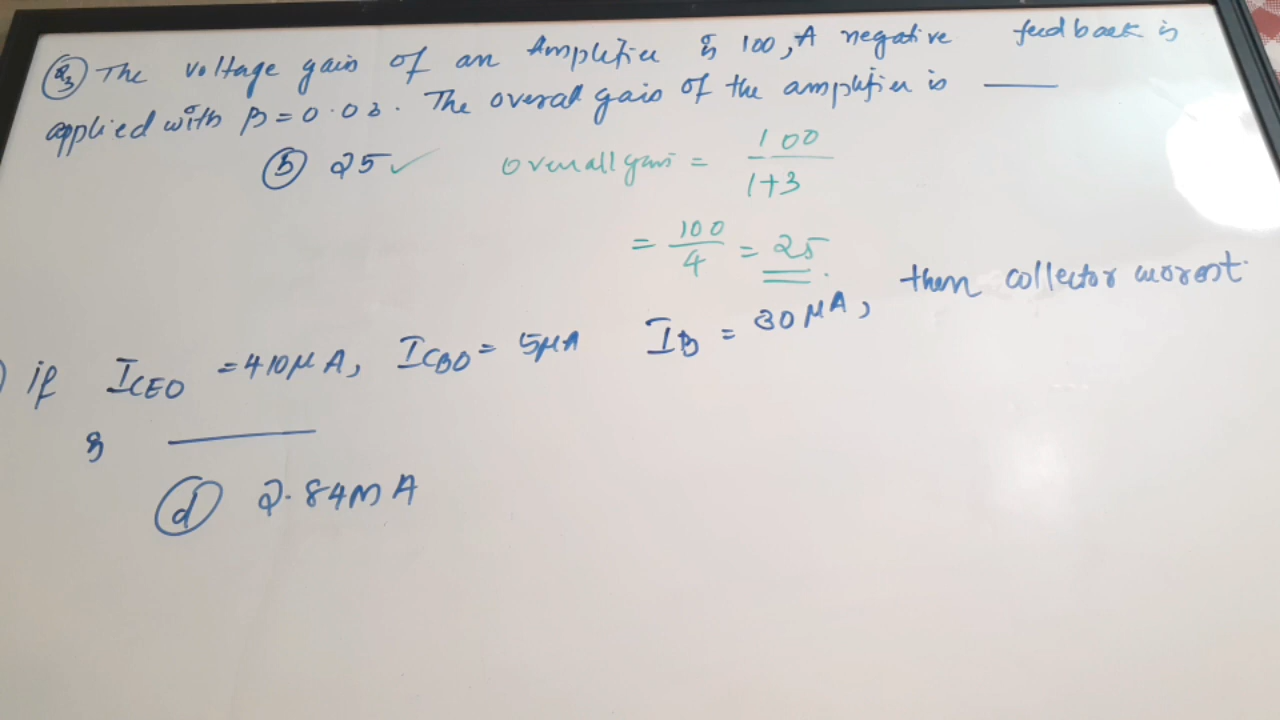 Q3 The voltage gain of an Amplifier is 100, A negative feedback is
applied with β = 0.03. The overal gain of the amplifier is ____
(b) 25 ✓ overall gain = 100/1+3
= 100/4 = 25.
) if ICEO = 410μA, ICBO = 5μA IB = 30μA, then collector current
is ____
(d) 2.84mA